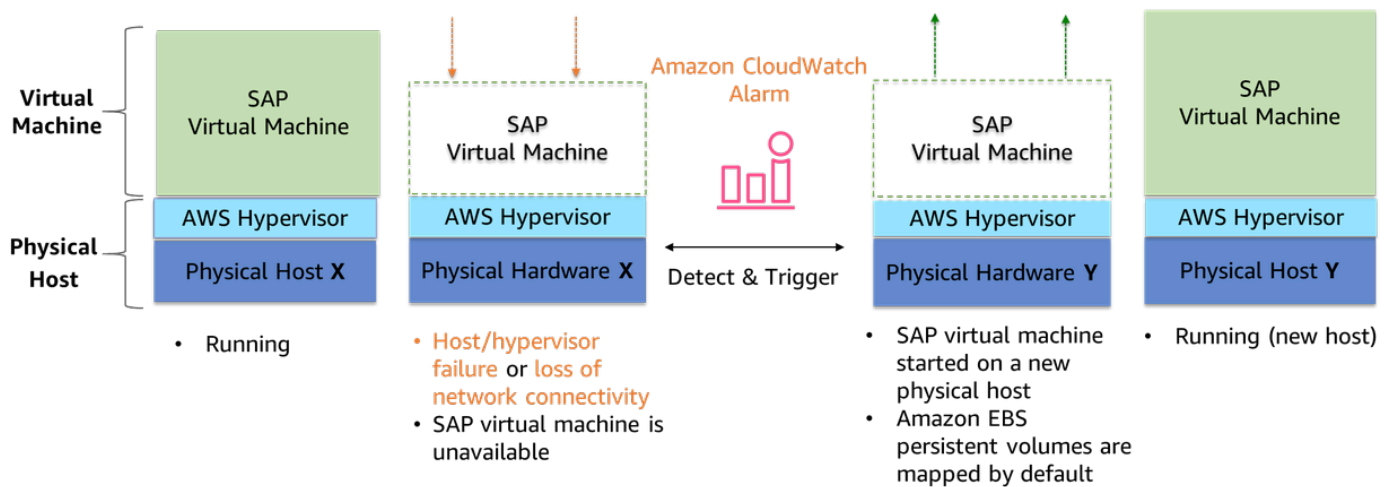 Virtual
Machine
Physical
Host
SAP
Virtual Machine
AWS Hypervisor
Physical Host X
• Running
SAP
Virtual Machine
AWS Hypervisor
Physical Hardware X
• Host/hypervisor
failure or loss of
network connectivity
• SAP virtual machine is
unavailable
Amazon CloudWatch
Alarm
Detect & Trigger
SAP
Virtual Machine
AWS Hypervisor
Physical Hardware Y
• SAP virtual machine
started on a new
physical host
• Amazon EBS
persistent volumes are
mapped by default
SAP
Virtual Machine
AWS Hypervisor
Physical Host Y
• Running (new host)